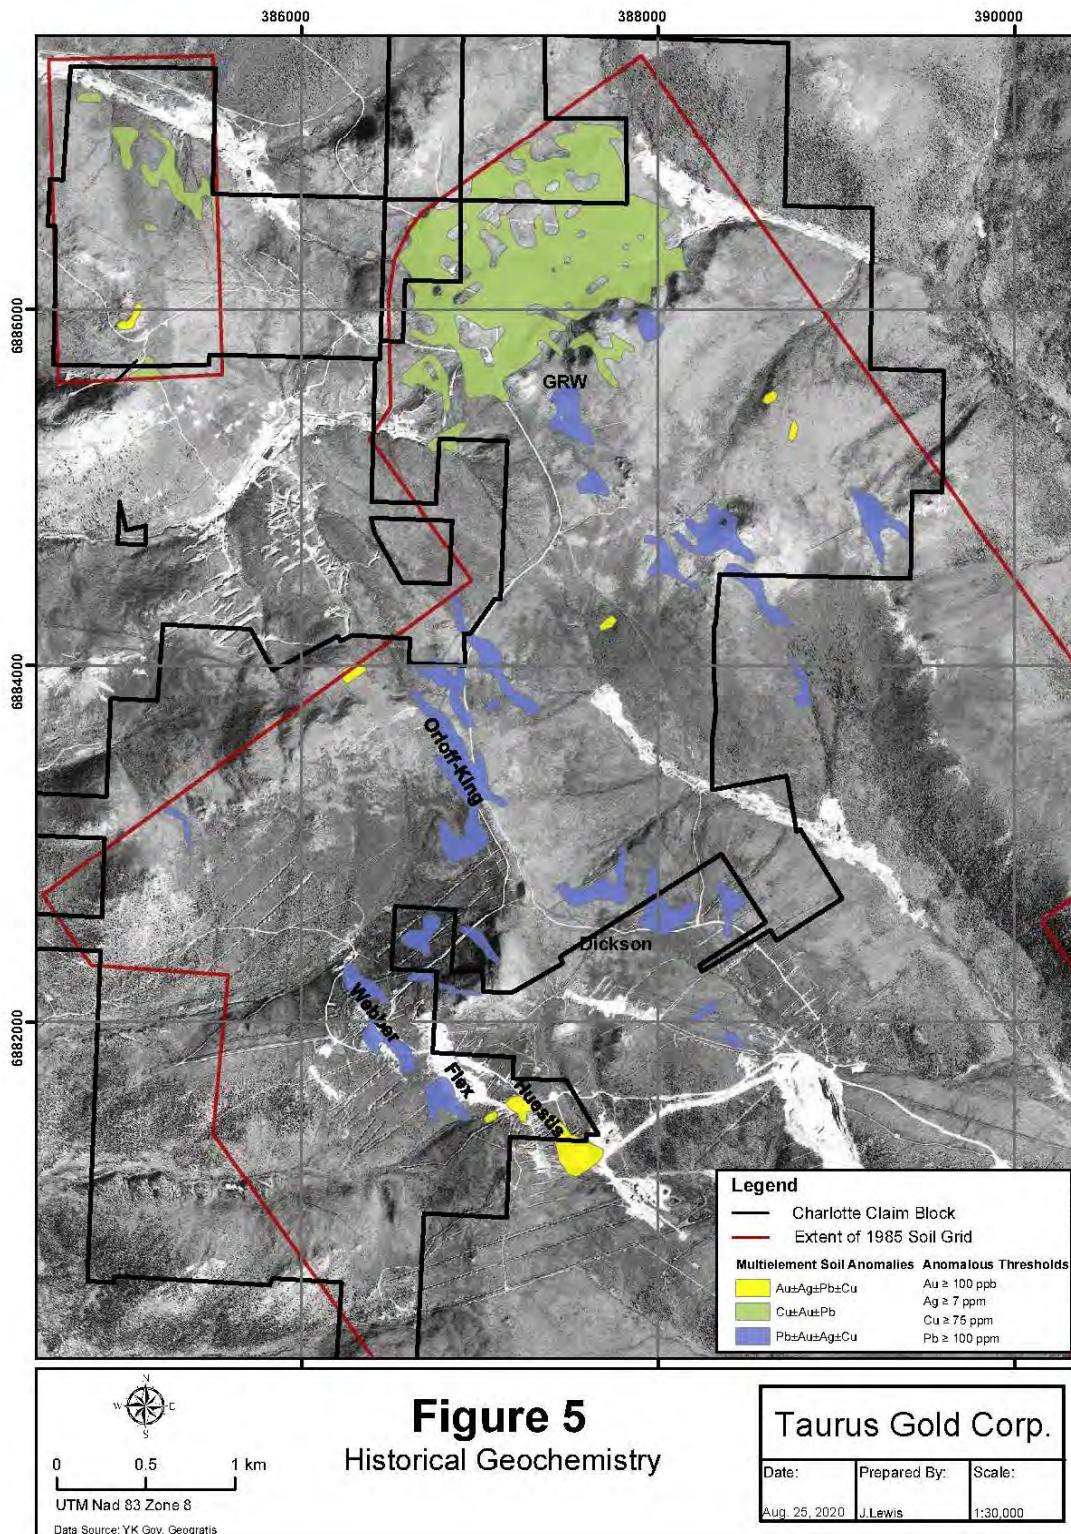 386000 388000 390000
6886000
GRW
6884000
Orloff-King
Dickson
Webber
6882000
Flex
Huestis
Legend
Charlotte Claim Block
Extent of 1985 Soil Grid
Multielement Soil Anomalies Anomalous Thresholds
Au±Ag±Pb±Cu
Cu±Au±Pb
Pb±Au±Ag±Cu
Au ≥ 100 ppb
Ag ≥ 7 ppm
Cu ≥ 75 ppm
Pb ≥ 100 ppm
N
W E
S
0 0.5 1 km
UTM Nad 83 Zone 8
Data Source: YK Gov. Geogratis
Figure 5
Historical Geochemistry
Taurus Gold Corp.
Date: Prepared By: Scale:
Aug. 25, 2020 J.Lewis 1:30,000